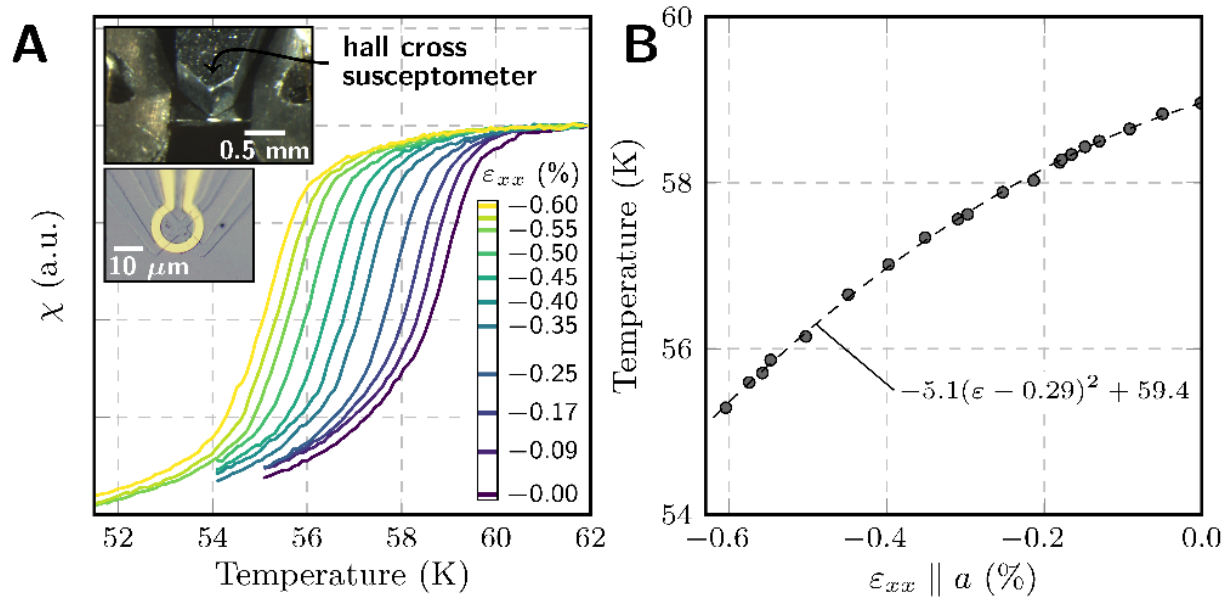 A
hall cross
susceptometer
0.5 mm
10 μm
ε_xx (%)
−0.60
−0.55
−0.50
−0.45
−0.40
−0.35
−0.25
−0.17
−0.09
−0.00
χ (a.u.)
52 54 56 58 60 62
Temperature (K)
B
60
58
56
54
Temperature (K)
−5.1(ε − 0.29)² + 59.4
−0.6 −0.4 −0.2 0.0
ε_xx ∥ a (%)